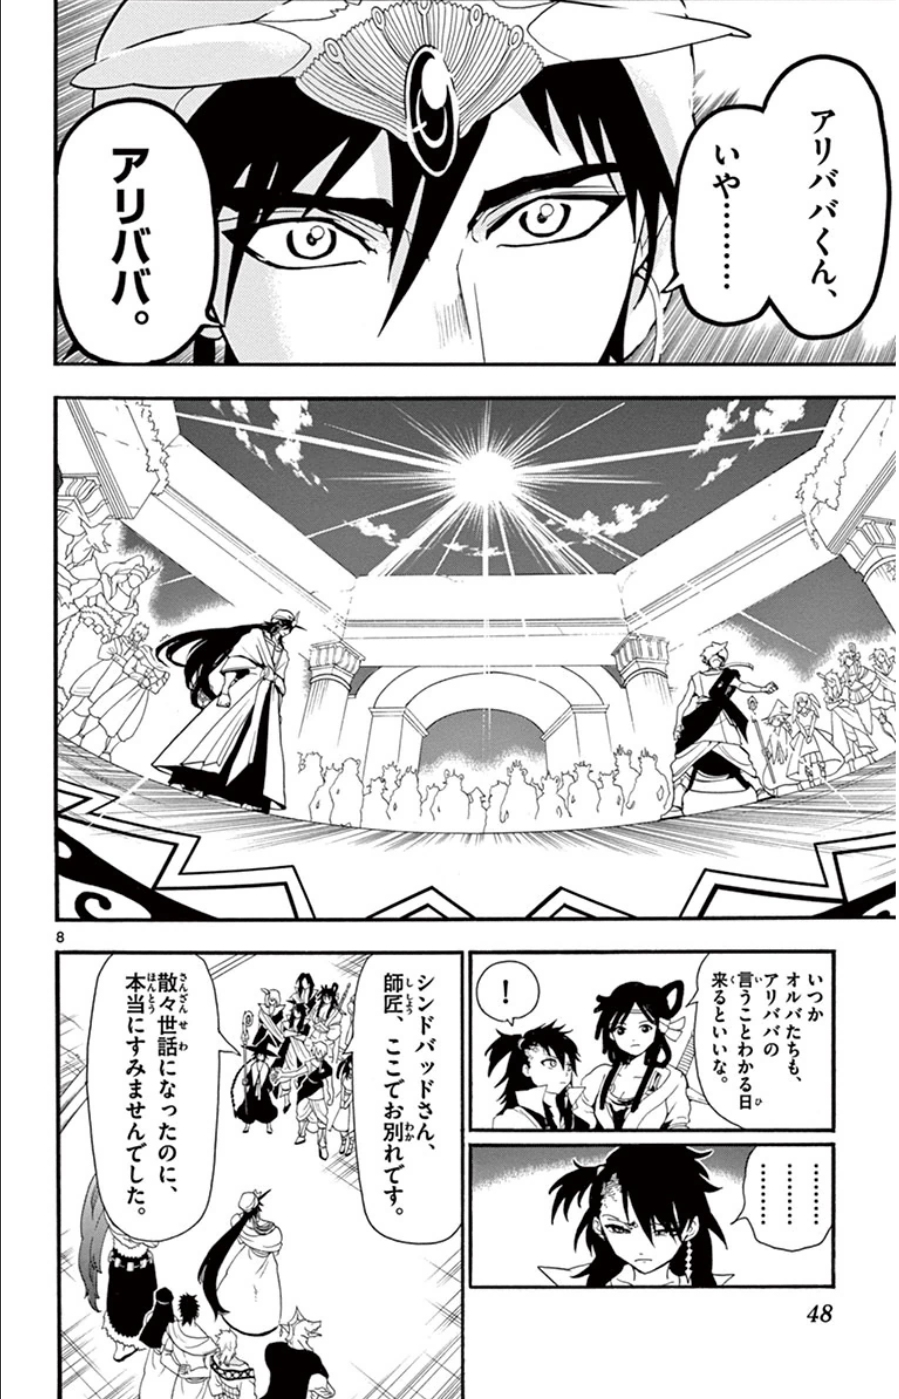 アリババくん、
いや………
アリババ。
8
いつか
オルバたちも、
アリババの
言うことわかる日
来るといいな。
！
………
………
………
シンドバッドさん、
師匠、ここでお別れです。
散々世話になったのに、
本当にすみませんでした。
48